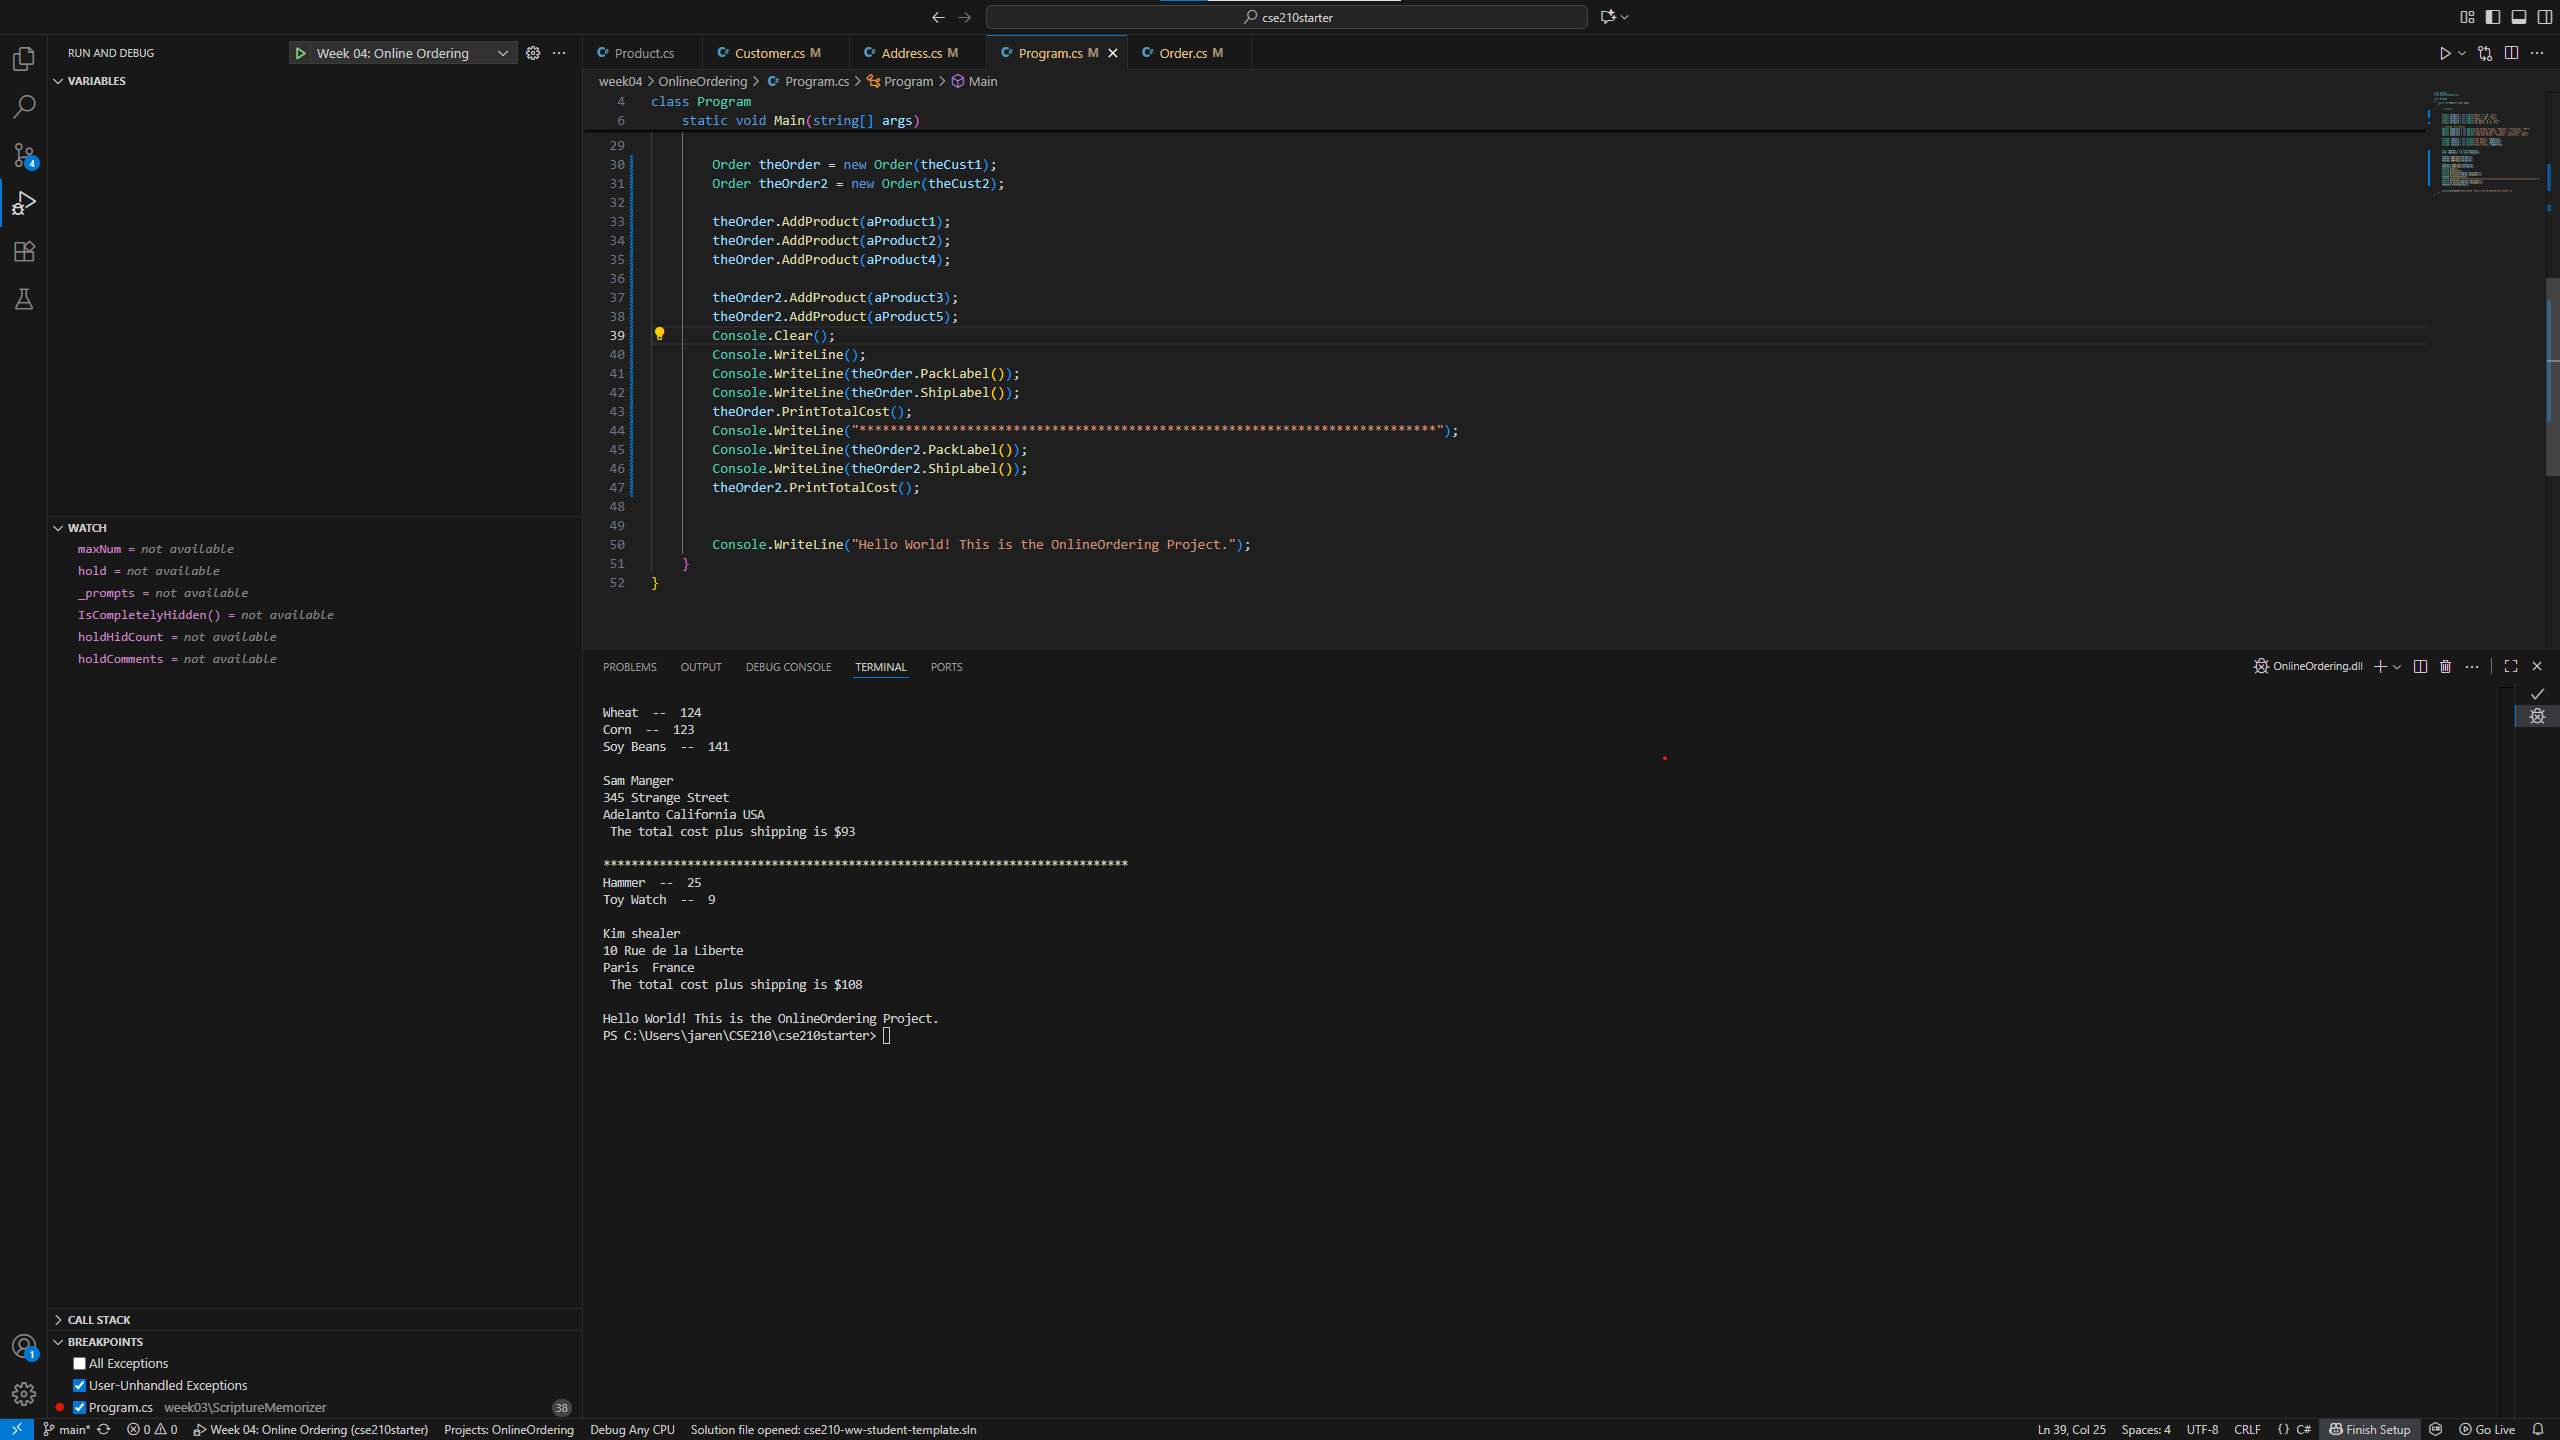 cse210starter
RUN AND DEBUG
Week 04: Online Ordering
Product.cs
Customer.cs M
Address.cs M
Program.cs M
Order.cs M
VARIABLES
week04 > OnlineOrdering > Program.cs > Program > Main
4 class Program
6 static void Main(string[] args)
29
30 Order theOrder = new Order(theCust1);
31 Order theOrder2 = new Order(theCust2);
32
33 theOrder.AddProduct(aProduct1);
34 theOrder.AddProduct(aProduct2);
35 theOrder.AddProduct(aProduct4);
36
37 theOrder2.AddProduct(aProduct3);
38 theOrder2.AddProduct(aProduct5);
39 Console.Clear();
40 Console.WriteLine();
41 Console.WriteLine(theOrder.PackLabel());
42 Console.WriteLine(theOrder.ShipLabel());
43 theOrder.PrintTotalCost();
44 Console.WriteLine("***************************************************************************");
45 Console.WriteLine(theOrder2.PackLabel());
46 Console.WriteLine(theOrder2.ShipLabel());
47 theOrder2.PrintTotalCost();
48
49
50 Console.WriteLine("Hello World! This is the OnlineOrdering Project.");
51 }
52 }
WATCH
maxNum = not available
hold = not available
_prompts = not available
IsCompletelyHidden() = not available
holdHidCount = not available
holdComments = not available
PROBLEMS OUTPUT DEBUG CONSOLE TERMINAL PORTS
OnlineOrdering.dll
Wheat -- 124
Corn -- 123
Soy Beans -- 141
Sam Manger
345 Strange Street
Adelanto California USA
The total cost plus shipping is $93
***************************************************************************
Hammer -- 25
Toy Watch -- 9
Kim shealer
10 Rue de la Liberte
Paris France
The total cost plus shipping is $108
Hello World! This is the OnlineOrdering Project.
PS C:\Users\jaren\CSE210\cse210starter>
CALL STACK
BREAKPOINTS
All Exceptions
User-Unhandled Exceptions
Program.cs week03\ScriptureMemorizer 38
4
1
main* 0 0 Week 04: Online Ordering (cse210starter) Projects: OnlineOrdering Debug Any CPU Solution file opened: cse210-ww-student-template.sln
Ln 39, Col 25 Spaces: 4 UTF-8 CRLF {} C# Finish Setup Go Live